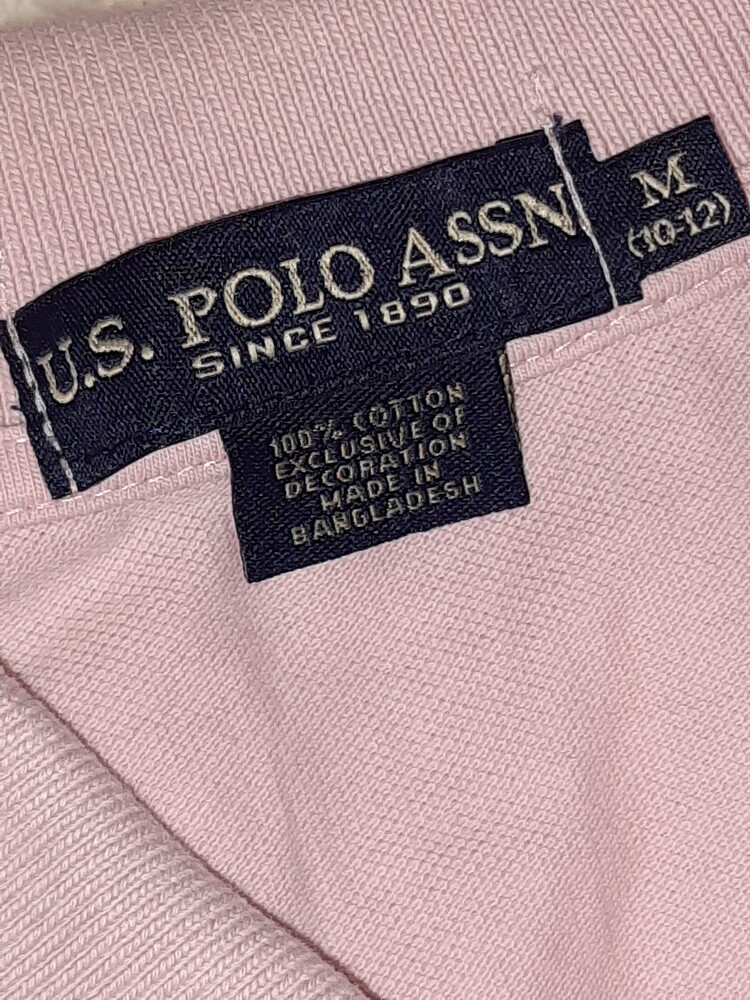 U.S. POLO ASSN
SINCE 1890
M
(10-12)
100% COTTON
EXCLUSIVE OF
DECORATION
MADE IN
BANGLADESH